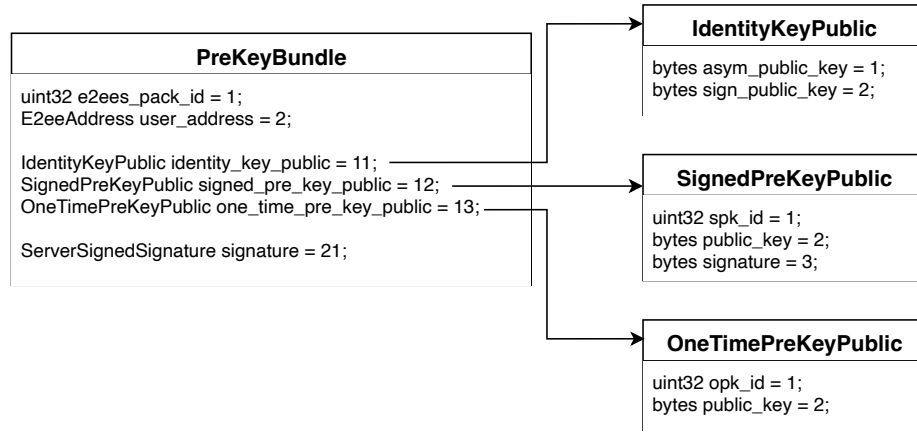 PreKeyBundle
uint32 e2ees_pack_id = 1;
E2eeAddress user_address = 2;
IdentityKeyPublic identity_key_public = 11;
SignedPreKeyPublic signed_pre_key_public = 12;
OneTimePreKeyPublic one_time_pre_key_public = 13;
ServerSignedSignature signature = 21;
IdentityKeyPublic
bytes asym_public_key = 1;
bytes sign_public_key = 2;
SignedPreKeyPublic
uint32 spk_id = 1;
bytes public_key = 2;
bytes signature = 3;
OneTimePreKeyPublic
uint32 opk_id = 1;
bytes public_key = 2;